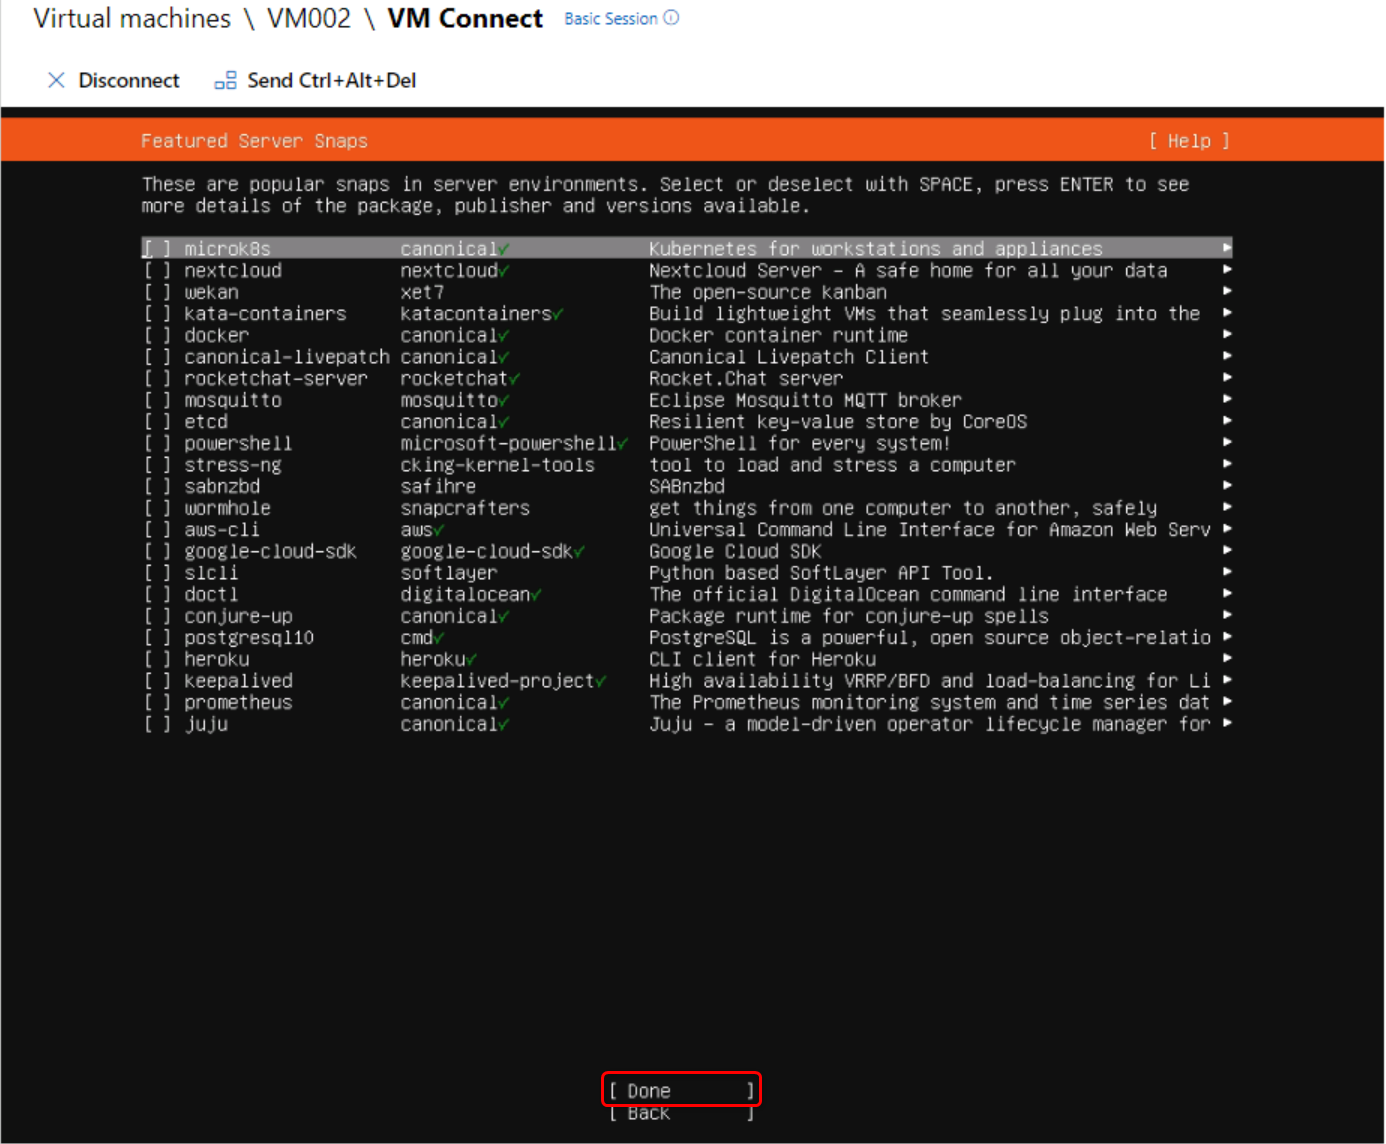 Virtual machines \ VM002 \ VM Connect Basic Session ⓘ
Disconnect Send Ctrl+Alt+Del
Featured Server Snaps [ Help ]
These are popular snaps in server environments. Select or deselect with SPACE, press ENTER to see
more details of the package, publisher and versions available.
[ ] microk8s canonical✓ Kubernetes for workstations and appliances ▶
[ ] nextcloud nextcloud✓ Nextcloud Server - A safe home for all your data ▶
[ ] wekan xet7 The open-source kanban ▶
[ ] kata-containers katacontainers✓ Build lightweight VMs that seamlessly plug into the ▶
[ ] docker canonical✓ Docker container runtime ▶
[ ] canonical-livepatch canonical✓ Canonical Livepatch Client ▶
[ ] rocketchat-server rocketchat✓ Rocket.Chat server ▶
[ ] mosquitto mosquitto✓ Eclipse Mosquitto MQTT broker ▶
[ ] etcd canonical✓ Resilient key-value store by CoreOS ▶
[ ] powershell microsoft-powershell✓ PowerShell for every system! ▶
[ ] stress-ng cking-kernel-tools tool to load and stress a computer ▶
[ ] sabnzbd safihre SABnzbd ▶
[ ] wormhole snapcrafters get things from one computer to another, safely ▶
[ ] aws-cli aws✓ Universal Command Line Interface for Amazon Web Serv ▶
[ ] google-cloud-sdk google-cloud-sdk✓ Google Cloud SDK ▶
[ ] slcli softlayer Python based SoftLayer API Tool. ▶
[ ] doctl digitalocean✓ The official DigitalOcean command line interface ▶
[ ] conjure-up canonical✓ Package runtime for conjure-up spells ▶
[ ] postgresql10 cmd✓ PostgreSQL is a powerful, open source object-relatio ▶
[ ] heroku heroku✓ CLI client for Heroku ▶
[ ] keepalived keepalived-project✓ High availability VRRP/BFD and load-balancing for Li ▶
[ ] prometheus canonical✓ The Prometheus monitoring system and time series dat ▶
[ ] juju canonical✓ Juju - a model-driven operator lifecycle manager for ▶
[ Done ]
[ Back ]